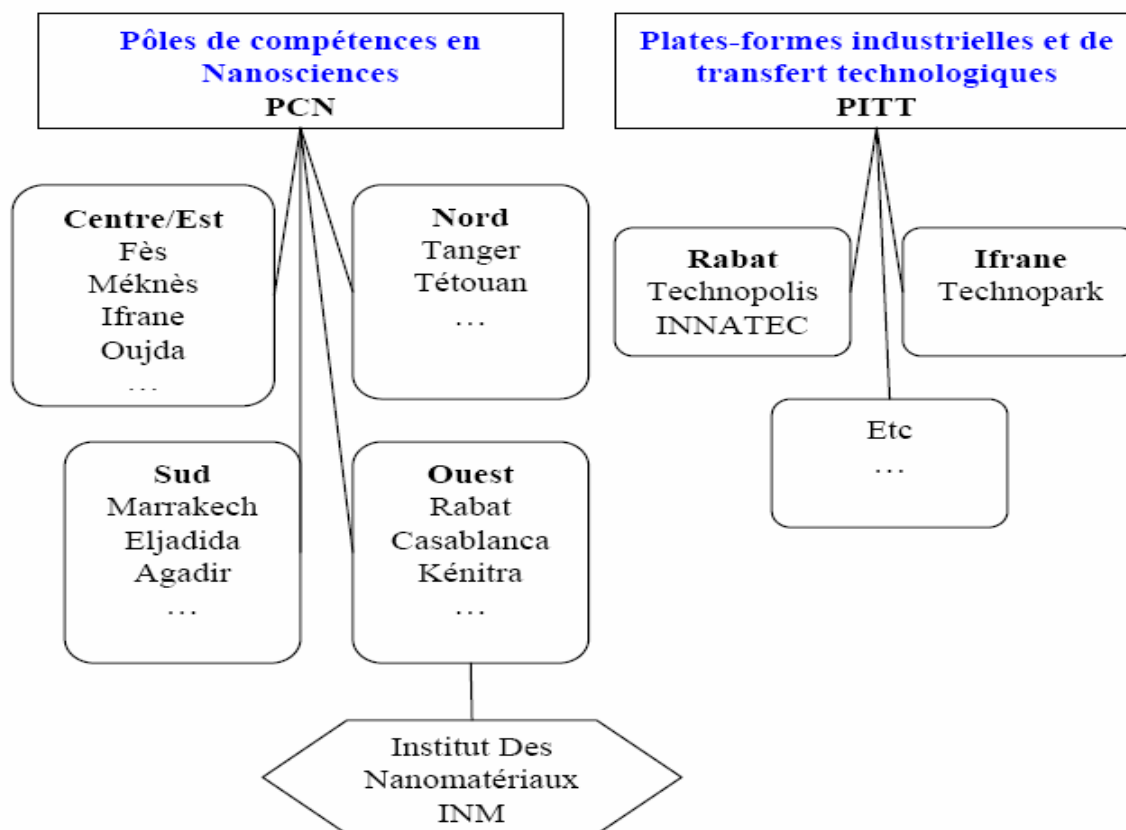 Pôles de compétences en
Nanosciences
PCN
Plates-formes industrielles et de
transfert technologiques
PITT
Centre/Est
Fès
Méknès
Ifrane
Oujda
...
Nord
Tanger
Tétouan
...
Rabat
Technopolis
INNATEC
Ifrane
Technopark
Etc
...
Sud
Marrakech
Eljadida
Agadir
...
Ouest
Rabat
Casablanca
Kénitra
...
Institut Des
Nanomatèriaux
INM